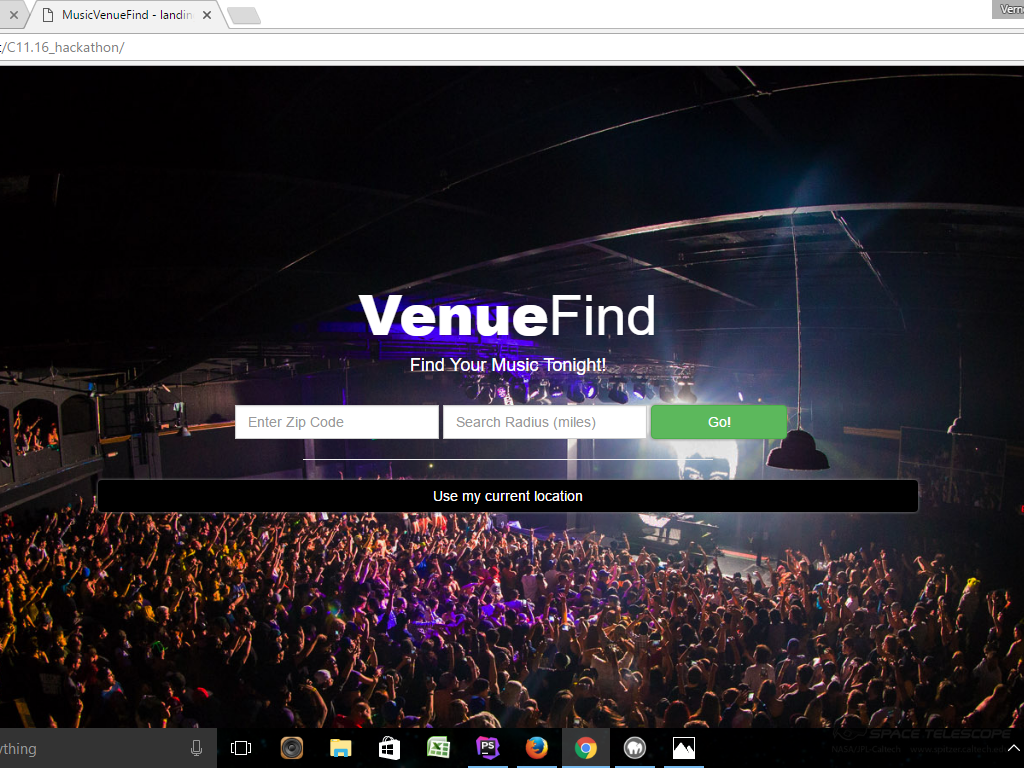 MusicVenueFind - landin
Vern
/C11.16_hackathon/
VenueFind
Find Your Music Tonight!
Enter Zip Code
Search Radius (miles)
Go!
Use my current location
ything
PS
SPACE TELESCOPE
NASA/JPL-Caltech www.spitzer.caltech.edu